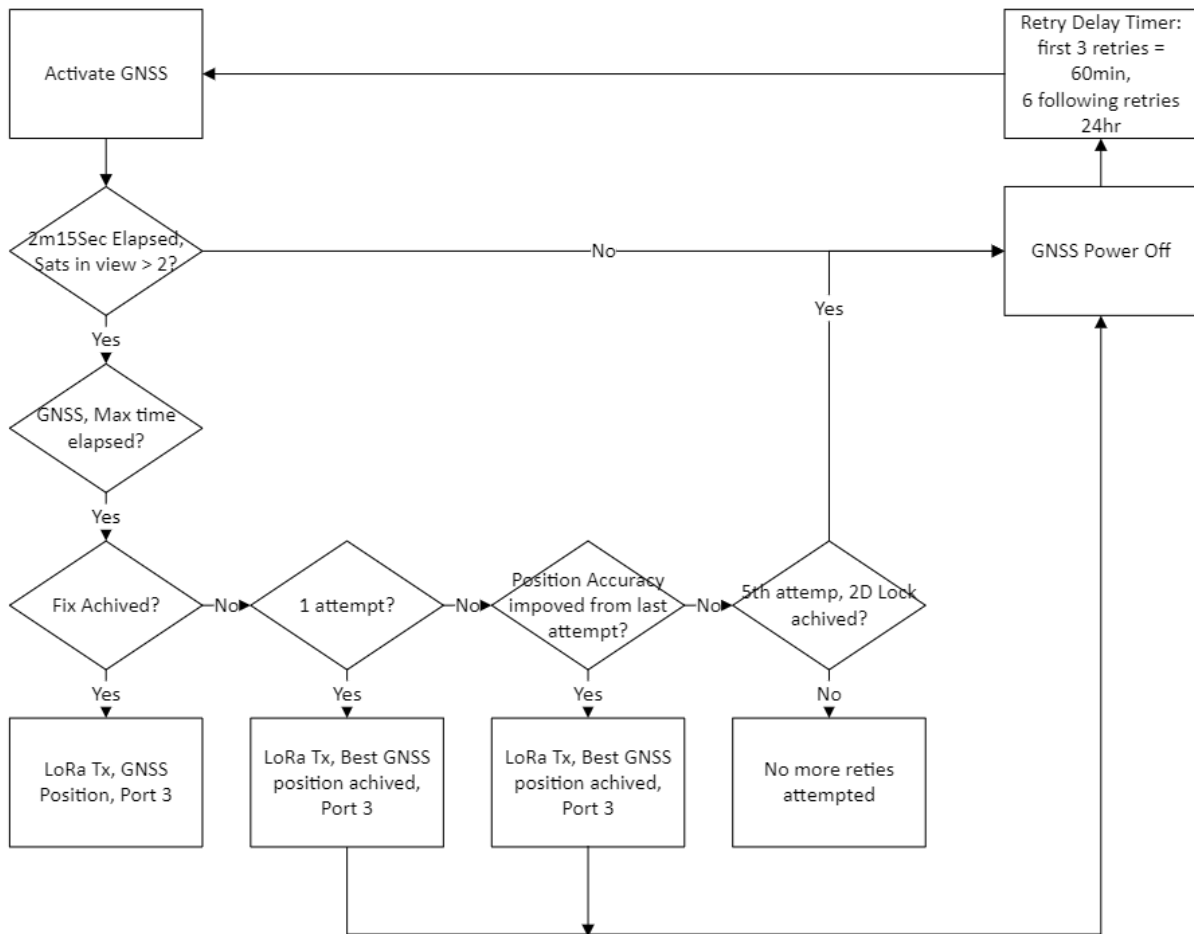 Activate GNSS
Retry Delay Timer:
first 3 retries =
60min,
6 following retries
24hr
2m15Sec Elapsed,
Sats in view > 2?
No
GNSS Power Off
Yes
Yes
GNSS, Max time
elapsed?
Yes
Fix Achived?
No
1 attempt?
No
Position Accuracy
impoved from last
attempt?
No
5th attemp, 2D Lock
achived?
Yes
Yes
Yes
No
LoRa Tx, GNSS
Position, Port 3
LoRa Tx, Best GNSS
position achived,
Port 3
LoRa Tx, Best GNSS
position achived,
Port 3
No more reties
attempted